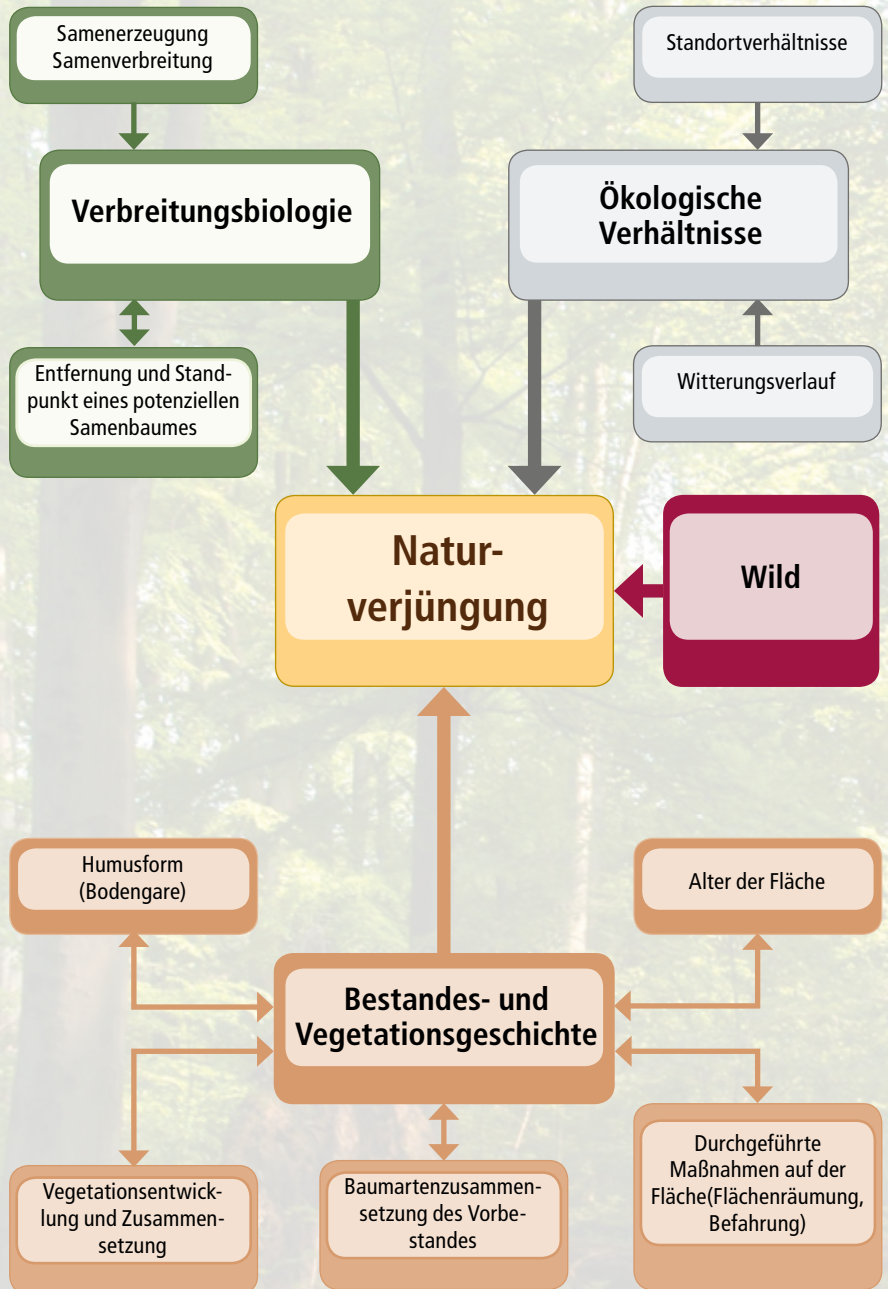 Samenerzeugung
Samenverbreitung
Standortverhältnisse
Verbreitungsbiologie
Ökologische
Verhältnisse
Entfernung und Stand-
punkt eines potenziellen
Samenbaumes
Witterungsverlauf
Natur-
verjüngung
Wild
Humusform
(Bodengare)
Alter der Fläche
Bestandes- und
Vegetationsgeschichte
Vegetationsentwick-
lung und Zusammen-
setzung
Baumartenzusammen-
setzung des Vorbe-
standes
Durchgeführte
Maßnahmen auf der
Fläche(Flächenräumung,
Befahrung)